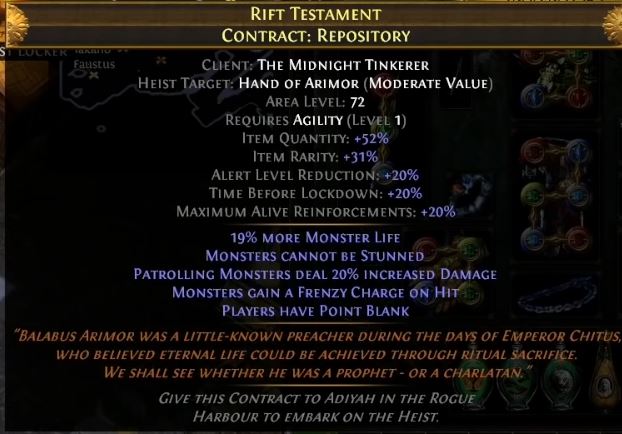 Rift Testament
Contract: Repository
Client: The Midnight Tinkerer
Heist Target: Hand of Arimor (Moderate Value)
Area Level: 72
Requires Agility (Level 1)
Item Quantity: +52%
Item Rarity: +31%
Alert Level Reduction: +20%
Time Before Lockdown: +20%
Maximum Alive Reinforcements: +20%
19% more Monster Life
Monsters cannot be Stunned
Patrolling Monsters deal 20% increased Damage
Monsters gain a Frenzy Charge on Hit
Players have Point Blank
"Balabus Arimor was a little-known preacher during the days of Emperor Chitus,
who believed eternal life could be achieved through ritual sacrifice.
We shall see whether he was a prophet - or a charlatan."
Give this Contract to Adiyah in the Rogue
Harbour to embark on the Heist.
Locker
Faustus